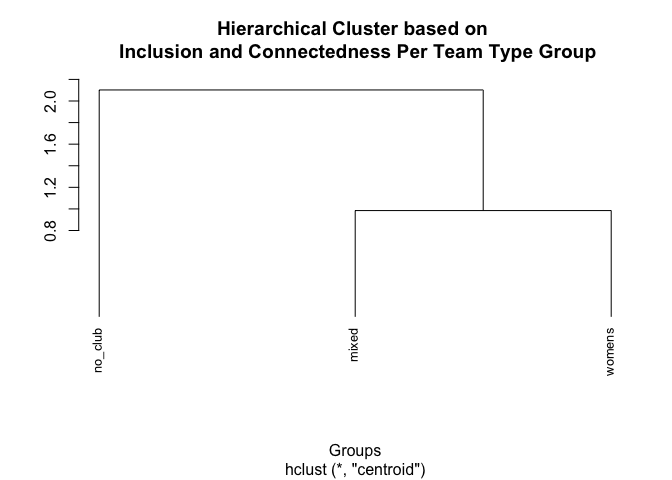 Hierarchical Cluster based on
Inclusion and Connectedness Per Team Type Group
2.0
1.6
1.2
0.8
no_club
mixed
womens
Groups
hclust (*, "centroid")